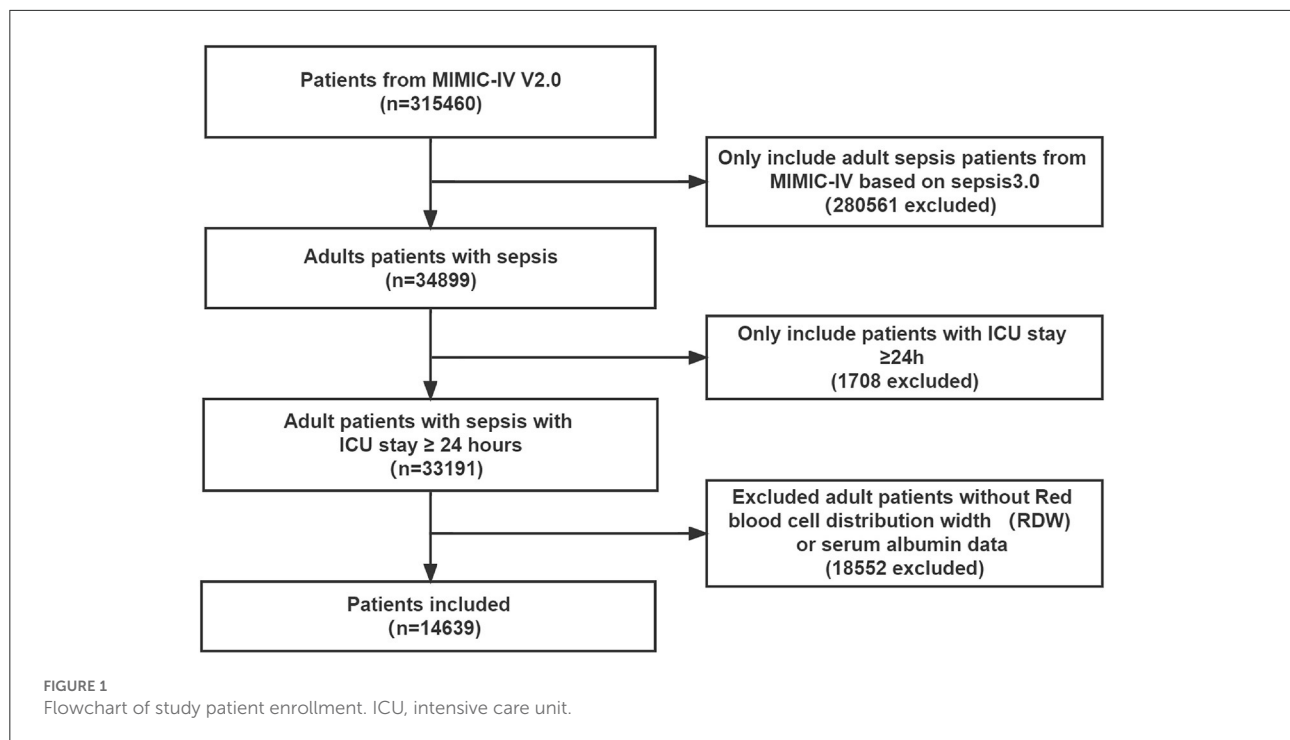 Patients from MIMIC-IV V2.0
(n=315460)
Only include adult sepsis patients from
MIMIC-IV based on sepsis3.0
(280561 excluded)
Adults patients with sepsis
(n=34899)
Only include patients with ICU stay
≥24h
(1708 excluded)
Adult patients with sepsis with
ICU stay ≥ 24 hours
(n=33191)
Excluded adult patients without Red
blood cell distribution width （RDW)
or serum albumin data
(18552 excluded)
Patients included
(n=14639)
FIGURE 1
Flowchart of study patient enrollment. ICU, intensive care unit.